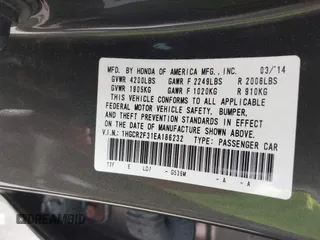 MFD. BY HONDA OF AMERICA MFG., INC. 03/14
GVWR 4200LBS GAWR F 2249LBS R 2006LBS
GVWR 1905KG GAWR F 1020KG R 910KG
THIS VEHICLE CONFORMS TO ALL APPLICABLE
FEDERAL MOTOR VEHICLE SAFETY, BUMPER,
AND THEFT PREVENTION STANDARDS IN EFFECT ON
THE DATE OF MANUFACTURE SHOWN ABOVE.
V.I.N.: 1HGCR2F31EA186232 TYPE: PASSENGER CAR
E - A - A
DREAMBID